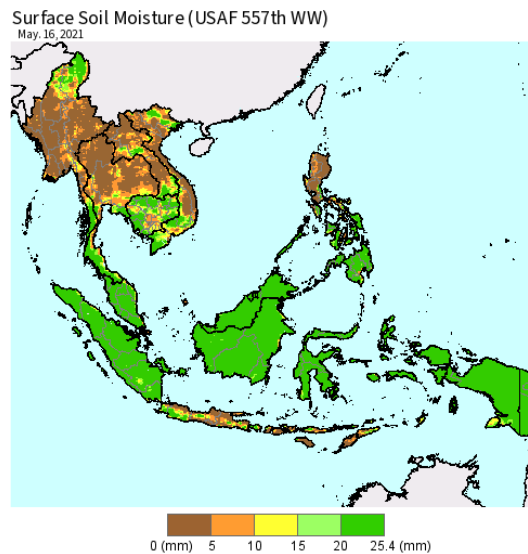 Surface Soil Moisture (USAF 557th WW)
May. 16, 2021
0 (mm) 5 10 15 20 25.4 (mm)